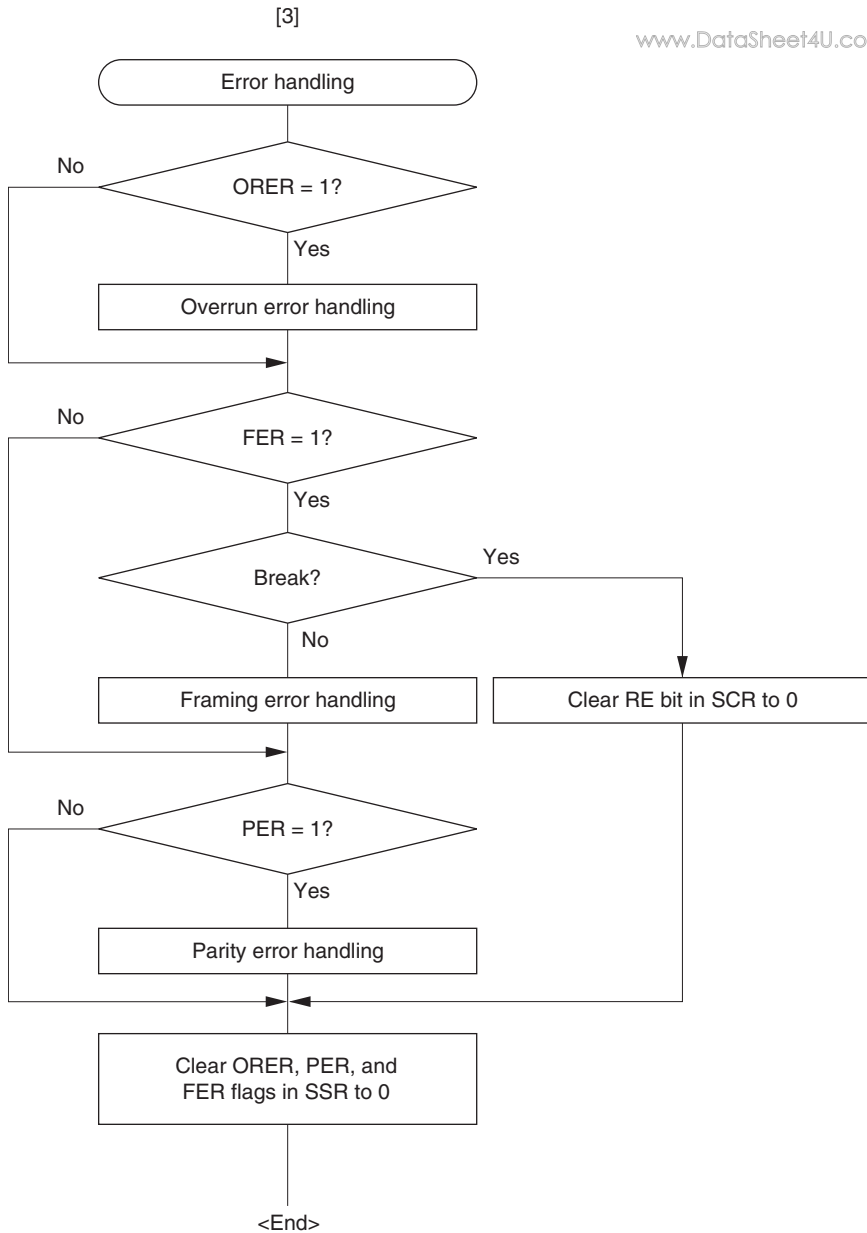 [3]
www.DataSheet4U.co
Error handling
No
ORER = 1?
Yes
Overrun error handling
No
FER = 1?
Yes
Break?
Yes
No
Framing error handling
Clear RE bit in SCR to 0
No
PER = 1?
Yes
Parity error handling
Clear ORER, PER, and
FER flags in SSR to 0
<End>